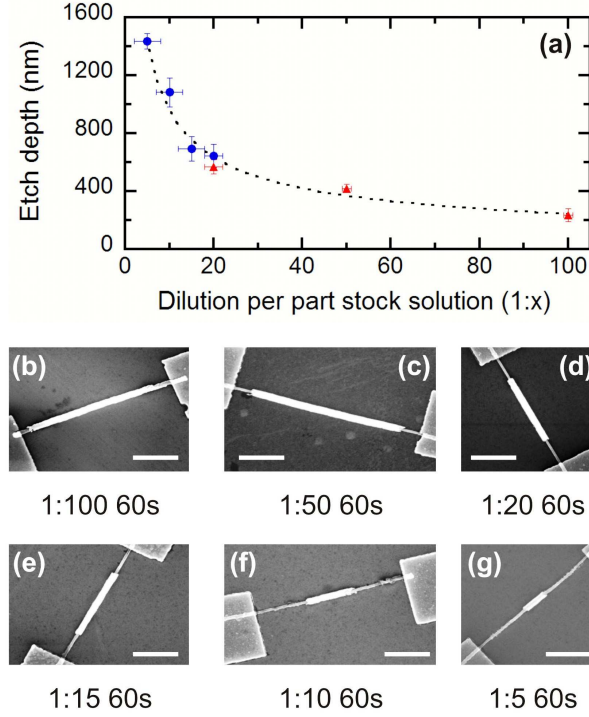 1600
(a)
1200
800
400
0
Etch depth (nm)
0 20 40 60 80 100
Dilution per part stock solution (1:x)
(b) (c) (d)
1:100 60s 1:50 60s 1:20 60s
(e) (f) (g)
1:15 60s 1:10 60s 1:5 60s